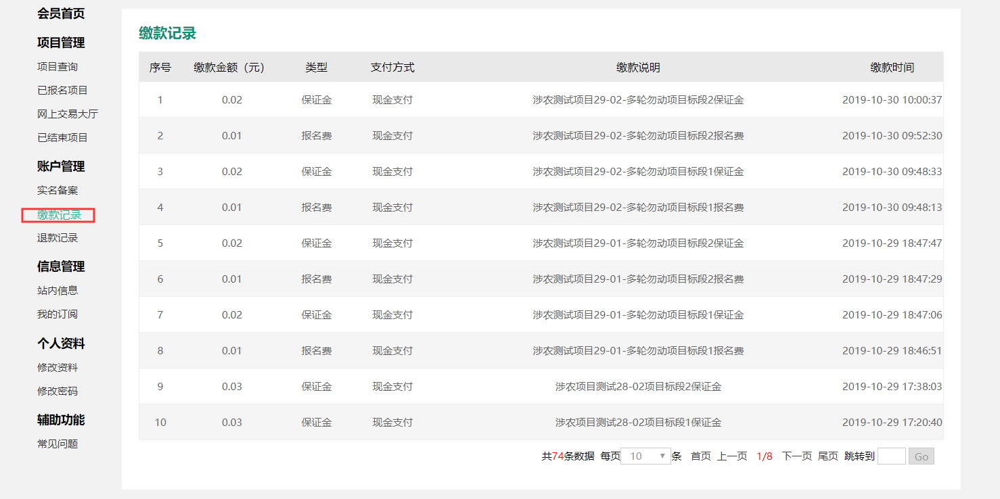 会员首页
项目管理
项目查询
已报名项目
网上交易大厅
已结束项目
账户管理
实名备案
缴款记录
退款记录
信息管理
站内信息
我的订阅
个人资料
修改资料
修改密码
辅助功能
常见问题
缴款记录
序号 缴款金额（元） 类型 支付方式 缴款说明 缴款时间
1 0.02 保证金 现金支付 涉农测试项目29-02-多轮勿动项目标段2保证金 2019-10-30 10:00:37
2 0.01 报名费 现金支付 涉农测试项目29-02-多轮勿动项目标段2报名费 2019-10-30 09:52:30
3 0.02 保证金 现金支付 涉农测试项目29-02-多轮勿动项目标段1保证金 2019-10-30 09:48:33
4 0.01 报名费 现金支付 涉农测试项目29-02-多轮勿动项目标段1报名费 2019-10-30 09:48:13
5 0.02 保证金 现金支付 涉农测试项目29-01-多轮勿动项目标段2保证金 2019-10-29 18:47:47
6 0.01 报名费 现金支付 涉农测试项目29-01-多轮勿动项目标段2报名费 2019-10-29 18:47:29
7 0.02 保证金 现金支付 涉农测试项目29-01-多轮勿动项目标段1保证金 2019-10-29 18:47:06
8 0.01 报名费 现金支付 涉农测试项目29-01-多轮勿动项目标段1报名费 2019-10-29 18:46:51
9 0.03 保证金 现金支付 涉农项目测试28-02项目标段2保证金 2019-10-29 17:38:03
10 0.03 保证金 现金支付 涉农项目测试28-02项目标段1保证金 2019-10-29 17:20:40
共74条数据 每页 10 条 首页 上一页 1/8 下一页 尾页 跳转到 Go